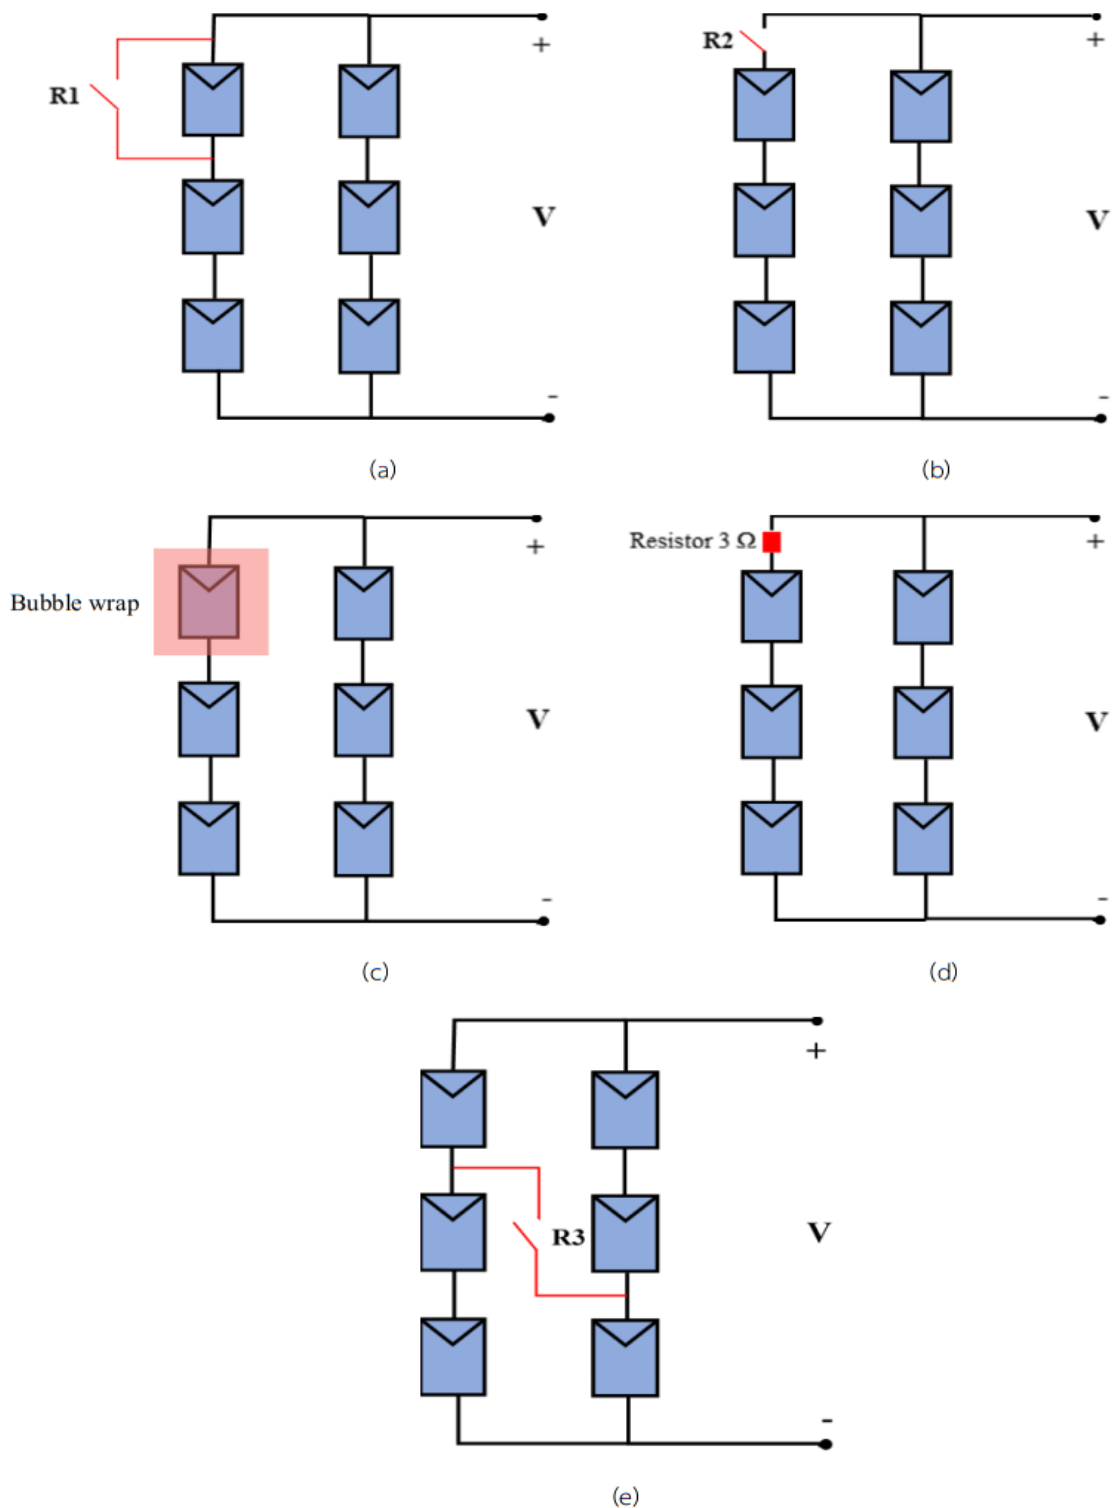 +
R1
V
-
(a)
R2
+
V
-
(b)
Bubble wrap
+
V
-
(c)
Resistor 3 Ω
+
V
-
(d)
+
R3
V
-
(e)